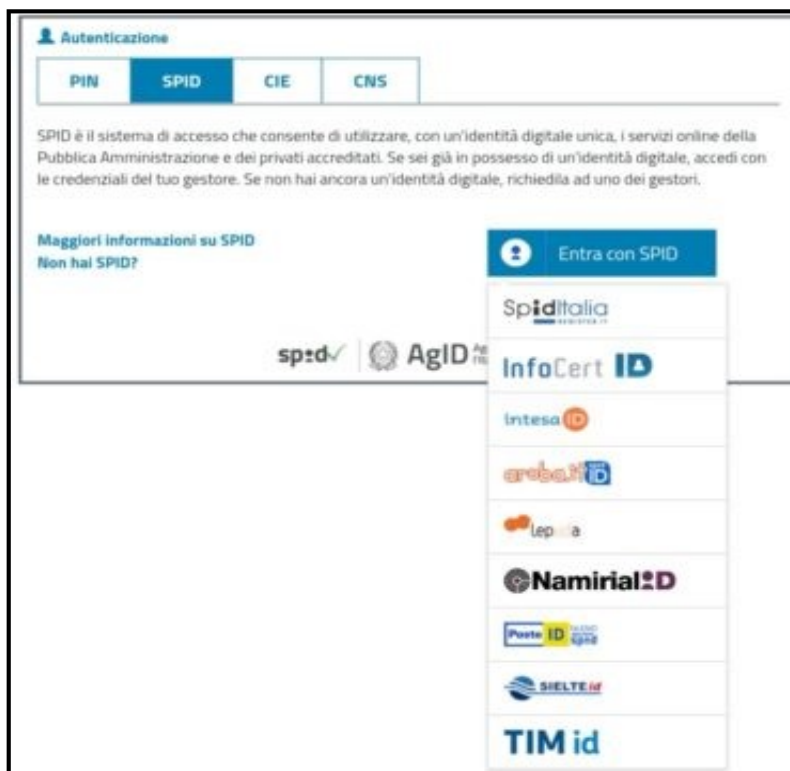 Autenticazione
PIN SPID CIE CNS
SPID è il sistema di accesso che consente di utilizzare, con un'identità digitale unica, i servizi online della
Pubblica Amministrazione e dei privati accreditati. Se sei già in possesso di un'identità digitale, accedi con
le credenziali del tuo gestore. Se non hai ancora un'identità digitale, richiedila ad uno dei gestori.
Maggiori informazioni su SPID
Non hai SPID?
Entra con SPID
SpidItalia
REGISTER.IT
spid AgID
InfoCert ID
intesa ID
aruba.it ID
Namirial ID
Poste ID
spid
SIELTE id
TIM id